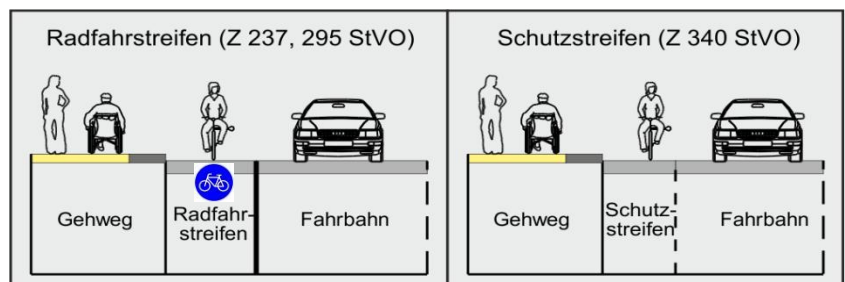 Radfahrstreifen (Z 237, 295 StVO)
Gehweg
Radfahr-
streifen
Fahrbahn
Schutzstreifen (Z 340 StVO)
Gehweg
Schutz-
streifen
Fahrbahn